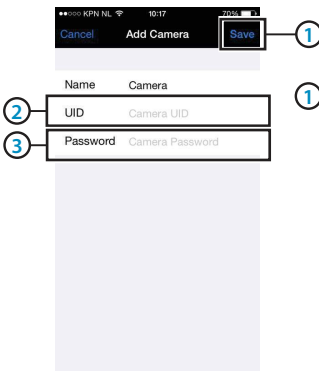 ●●○○○ KPN NL 10:17 70%
Cancel Add Camera Save 1
Name Camera
1
2 UID Camera UID
3 Password Camera Password